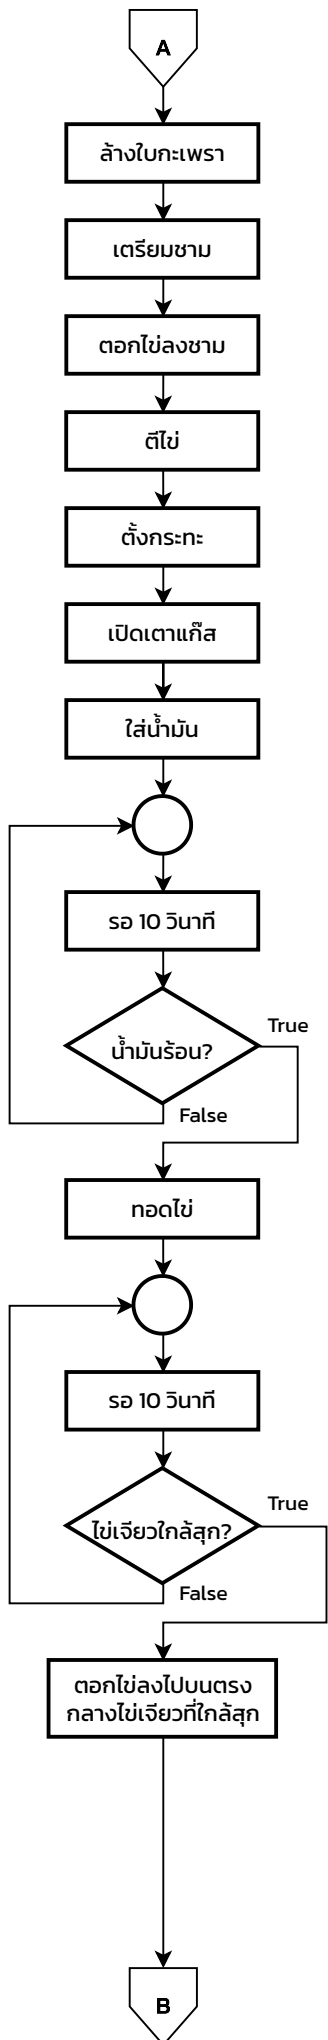 A
ล้างใบกะเพรา
เตรียมชาม
ตอกไข่ลงชาม
ตีไข่
ตั้งกระทะ
เปิดเตาแก๊ส
ใส่น้ำมัน
รอ 10 วินาที
True
น้ำมันร้อน?
False
ทอดไข่
รอ 10 วินาที
True
ไข่เจียวใกล้สุก?
False
ตอกไข่ลงไปบนตรง
กลางไข่เจียวที่ใกล้สุก
B